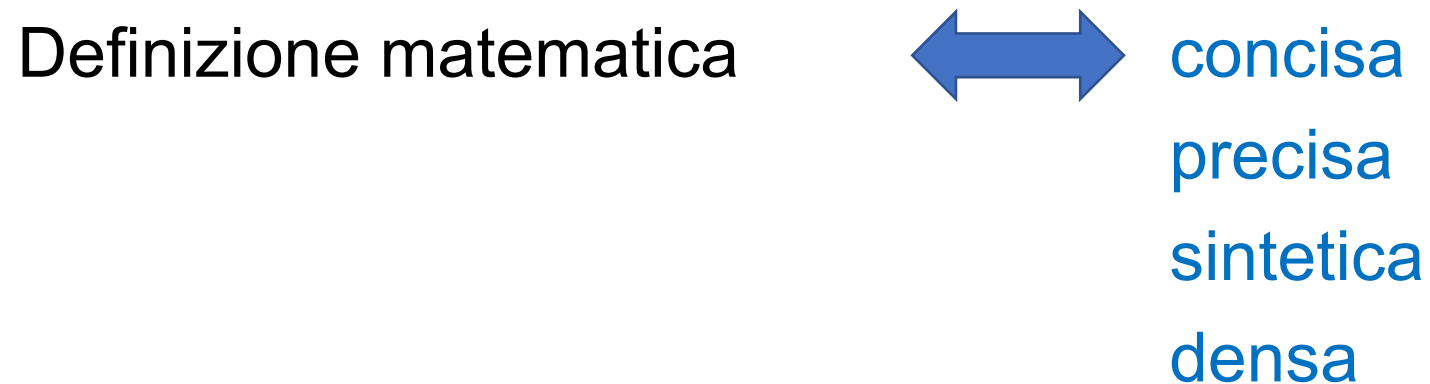 Definizione matematica concisa
precisa
sintetica
densa